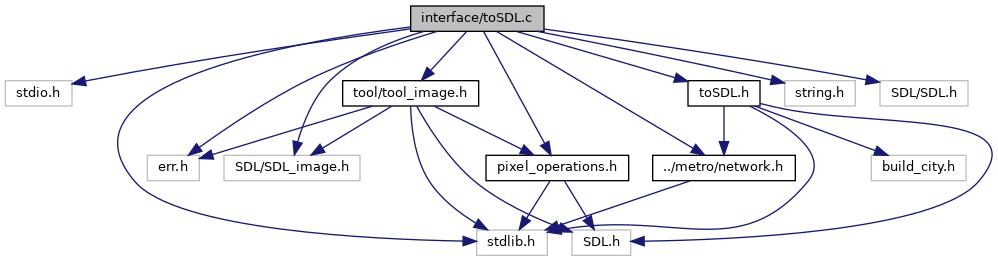 interface/toSDL.c
stdio.h
tool/tool_image.h
toSDL.h
string.h
SDL/SDL.h
err.h
SDL/SDL_image.h
pixel_operations.h
../metro/network.h
build_city.h
stdlib.h
SDL.h